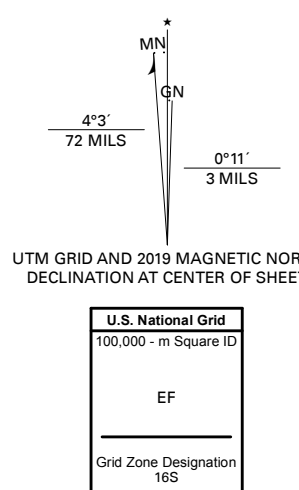 ★
MN
GN
4°3´
72 MILS
0°11´
3 MILS
UTM GRID AND 2019 MAGNETIC NOR
DECLINATION AT CENTER OF SHEET
U.S. National Grid
100,000 - m Square ID
EF
Grid Zone Designation
16S